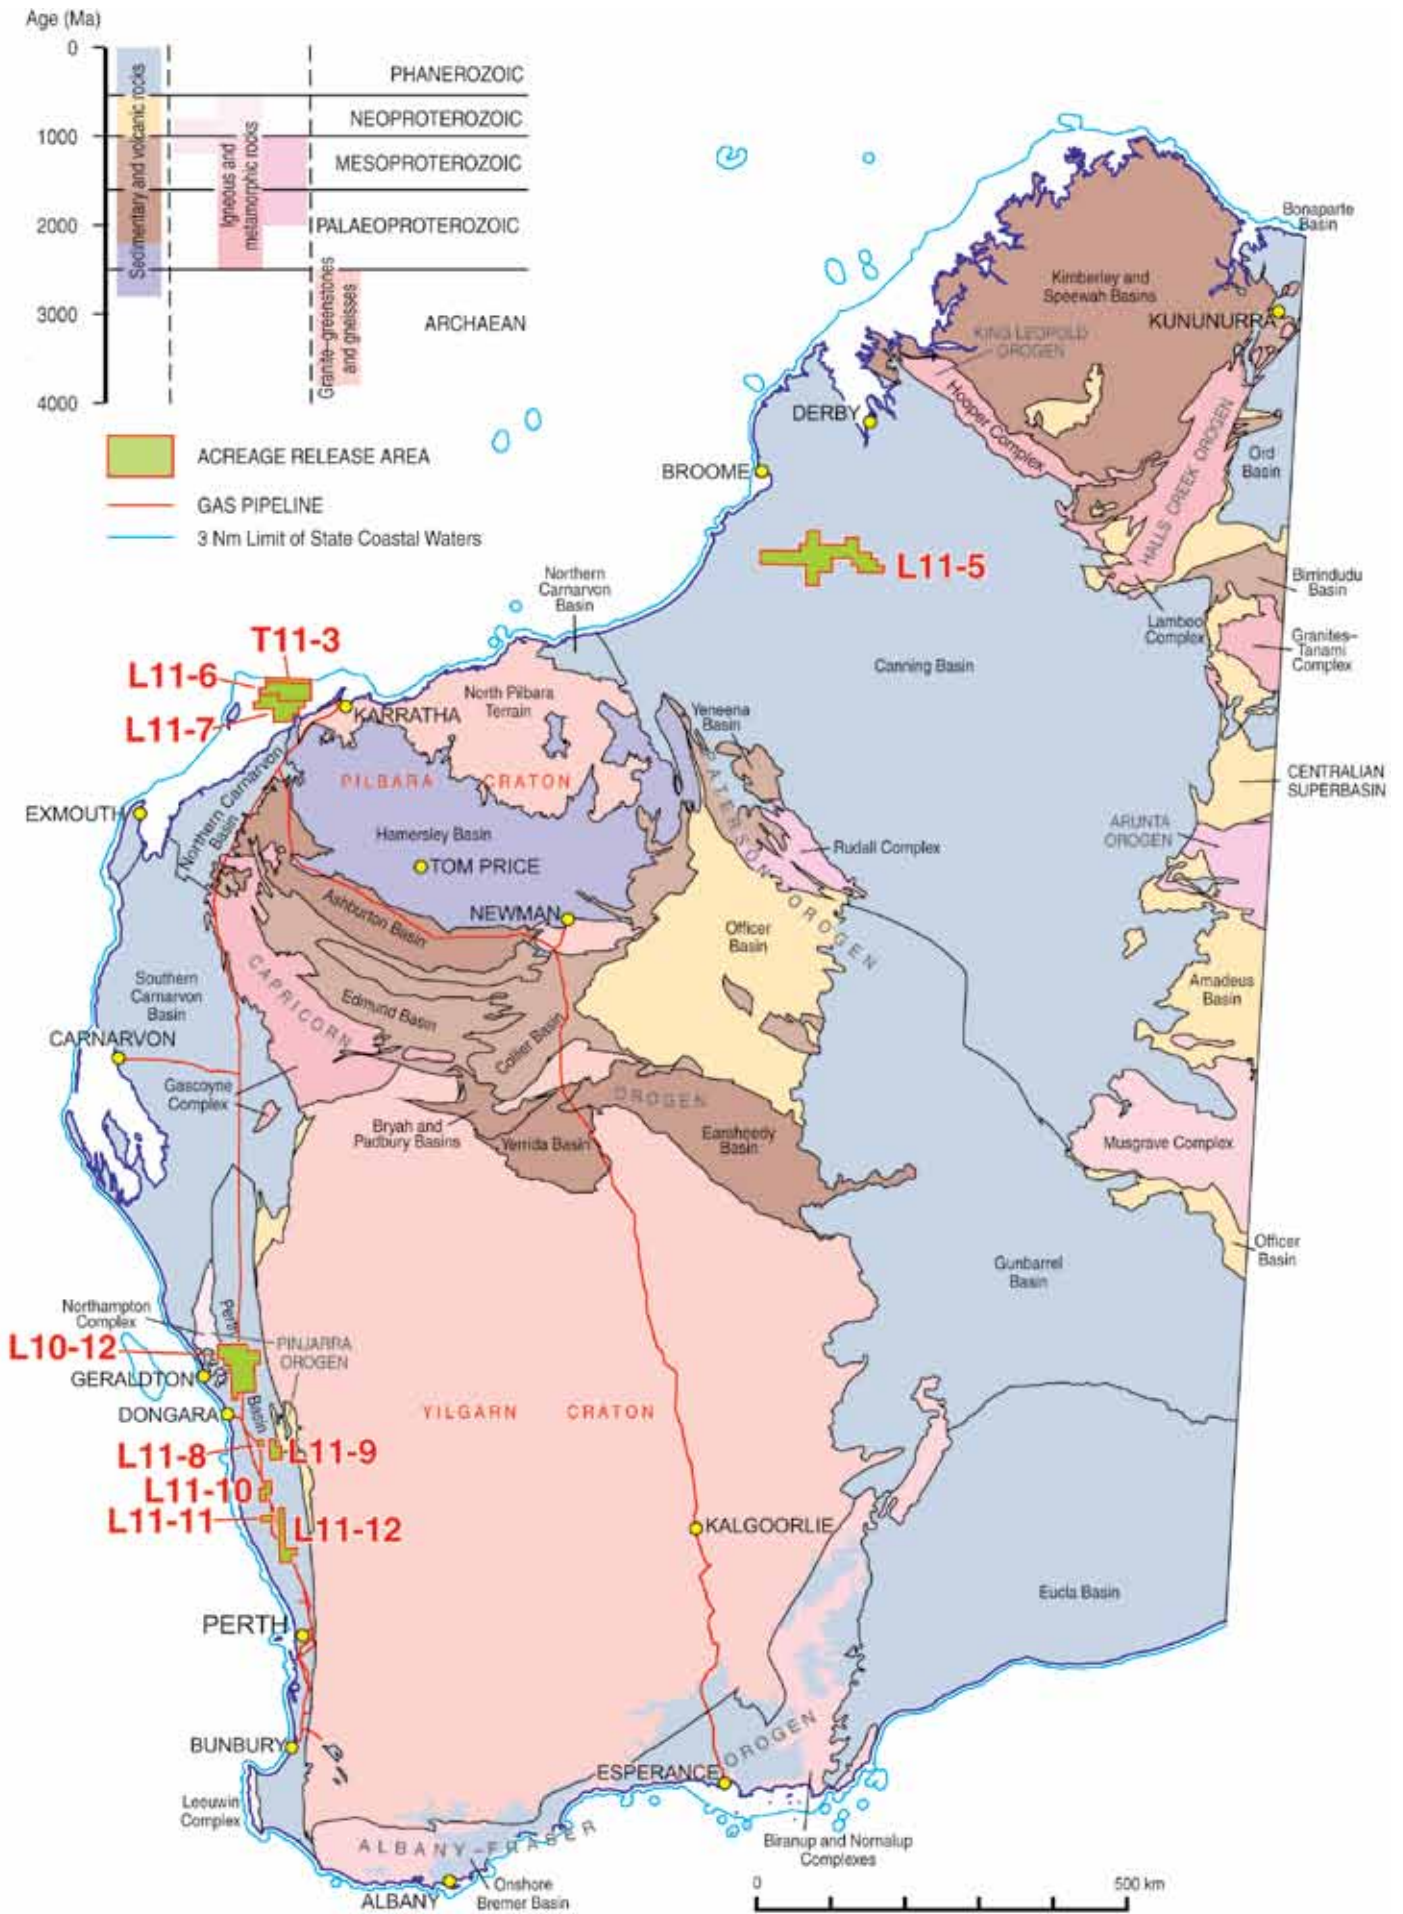 Age (Ma)
0
1000
2000
3000
4000
Sedimentary and volcanic rocks
Igneous and
metamorphic rocks
Granite-greenstones
and gneisses
PHANEROZOIC
NEOPROTEROZOIC
MESOPROTEROZOIC
PALAEOPROTEROZOIC
ARCHAEAN
ACREAGE RELEASE AREA
GAS PIPELINE
3 Nm Limit of State Coastal Waters
Bonaparte
Basin
Kimberley and
Speewah Basins
KUNUNURRA
KING LEOPOLD
OROGEN
Hooper Complex
HALLS CREEK OROGEN
DERBY
BROOME
Ord
Basin
L11-5
Birrindudu
Basin
Lamboo
Complex
Granites–
Tanami
Complex
Northern
Carnarvon
Basin
Canning Basin
T11-3
L11-6
L11-7
KARRATHA
North Pilbara
Terrain
Yeneena
Basin
PILBARA CRATON
PATERSON OROGEN
CENTRALIAN
SUPERBASIN
EXMOUTH
Northern Carnarvon
Basin
Hamersley Basin
TOM PRICE
Rudall Complex
ARUNTA
OROGEN
NEWMAN
Ashburton Basin
Officer
Basin
Southern
Carnarvon
Basin
CAPRICORN
Edmund Basin
Collier Basin
Amadeus
Basin
CARNARVON
Gascoyne
Complex
OROGEN
Bryah and
Padbury Basins
Yerrida Basin
Earaheedy
Basin
Musgrave Complex
Officer
Basin
Gunbarrel
Basin
Northampton
Complex
Perth
Basin
PINJARRA
OROGEN
L10-12
GERALDTON
DONGARA
YILGARN CRATON
L11-8
L11-9
L11-10
L11-11
L11-12
KALGOORLIE
Eucla Basin
PERTH
BUNBURY
ESPERANCE
OROGEN
Leeuwin
Complex
ALBANY–FRASER
Biranup and Nornalup
Complexes
ALBANY
Onshore
Bremer Basin
0
500 km